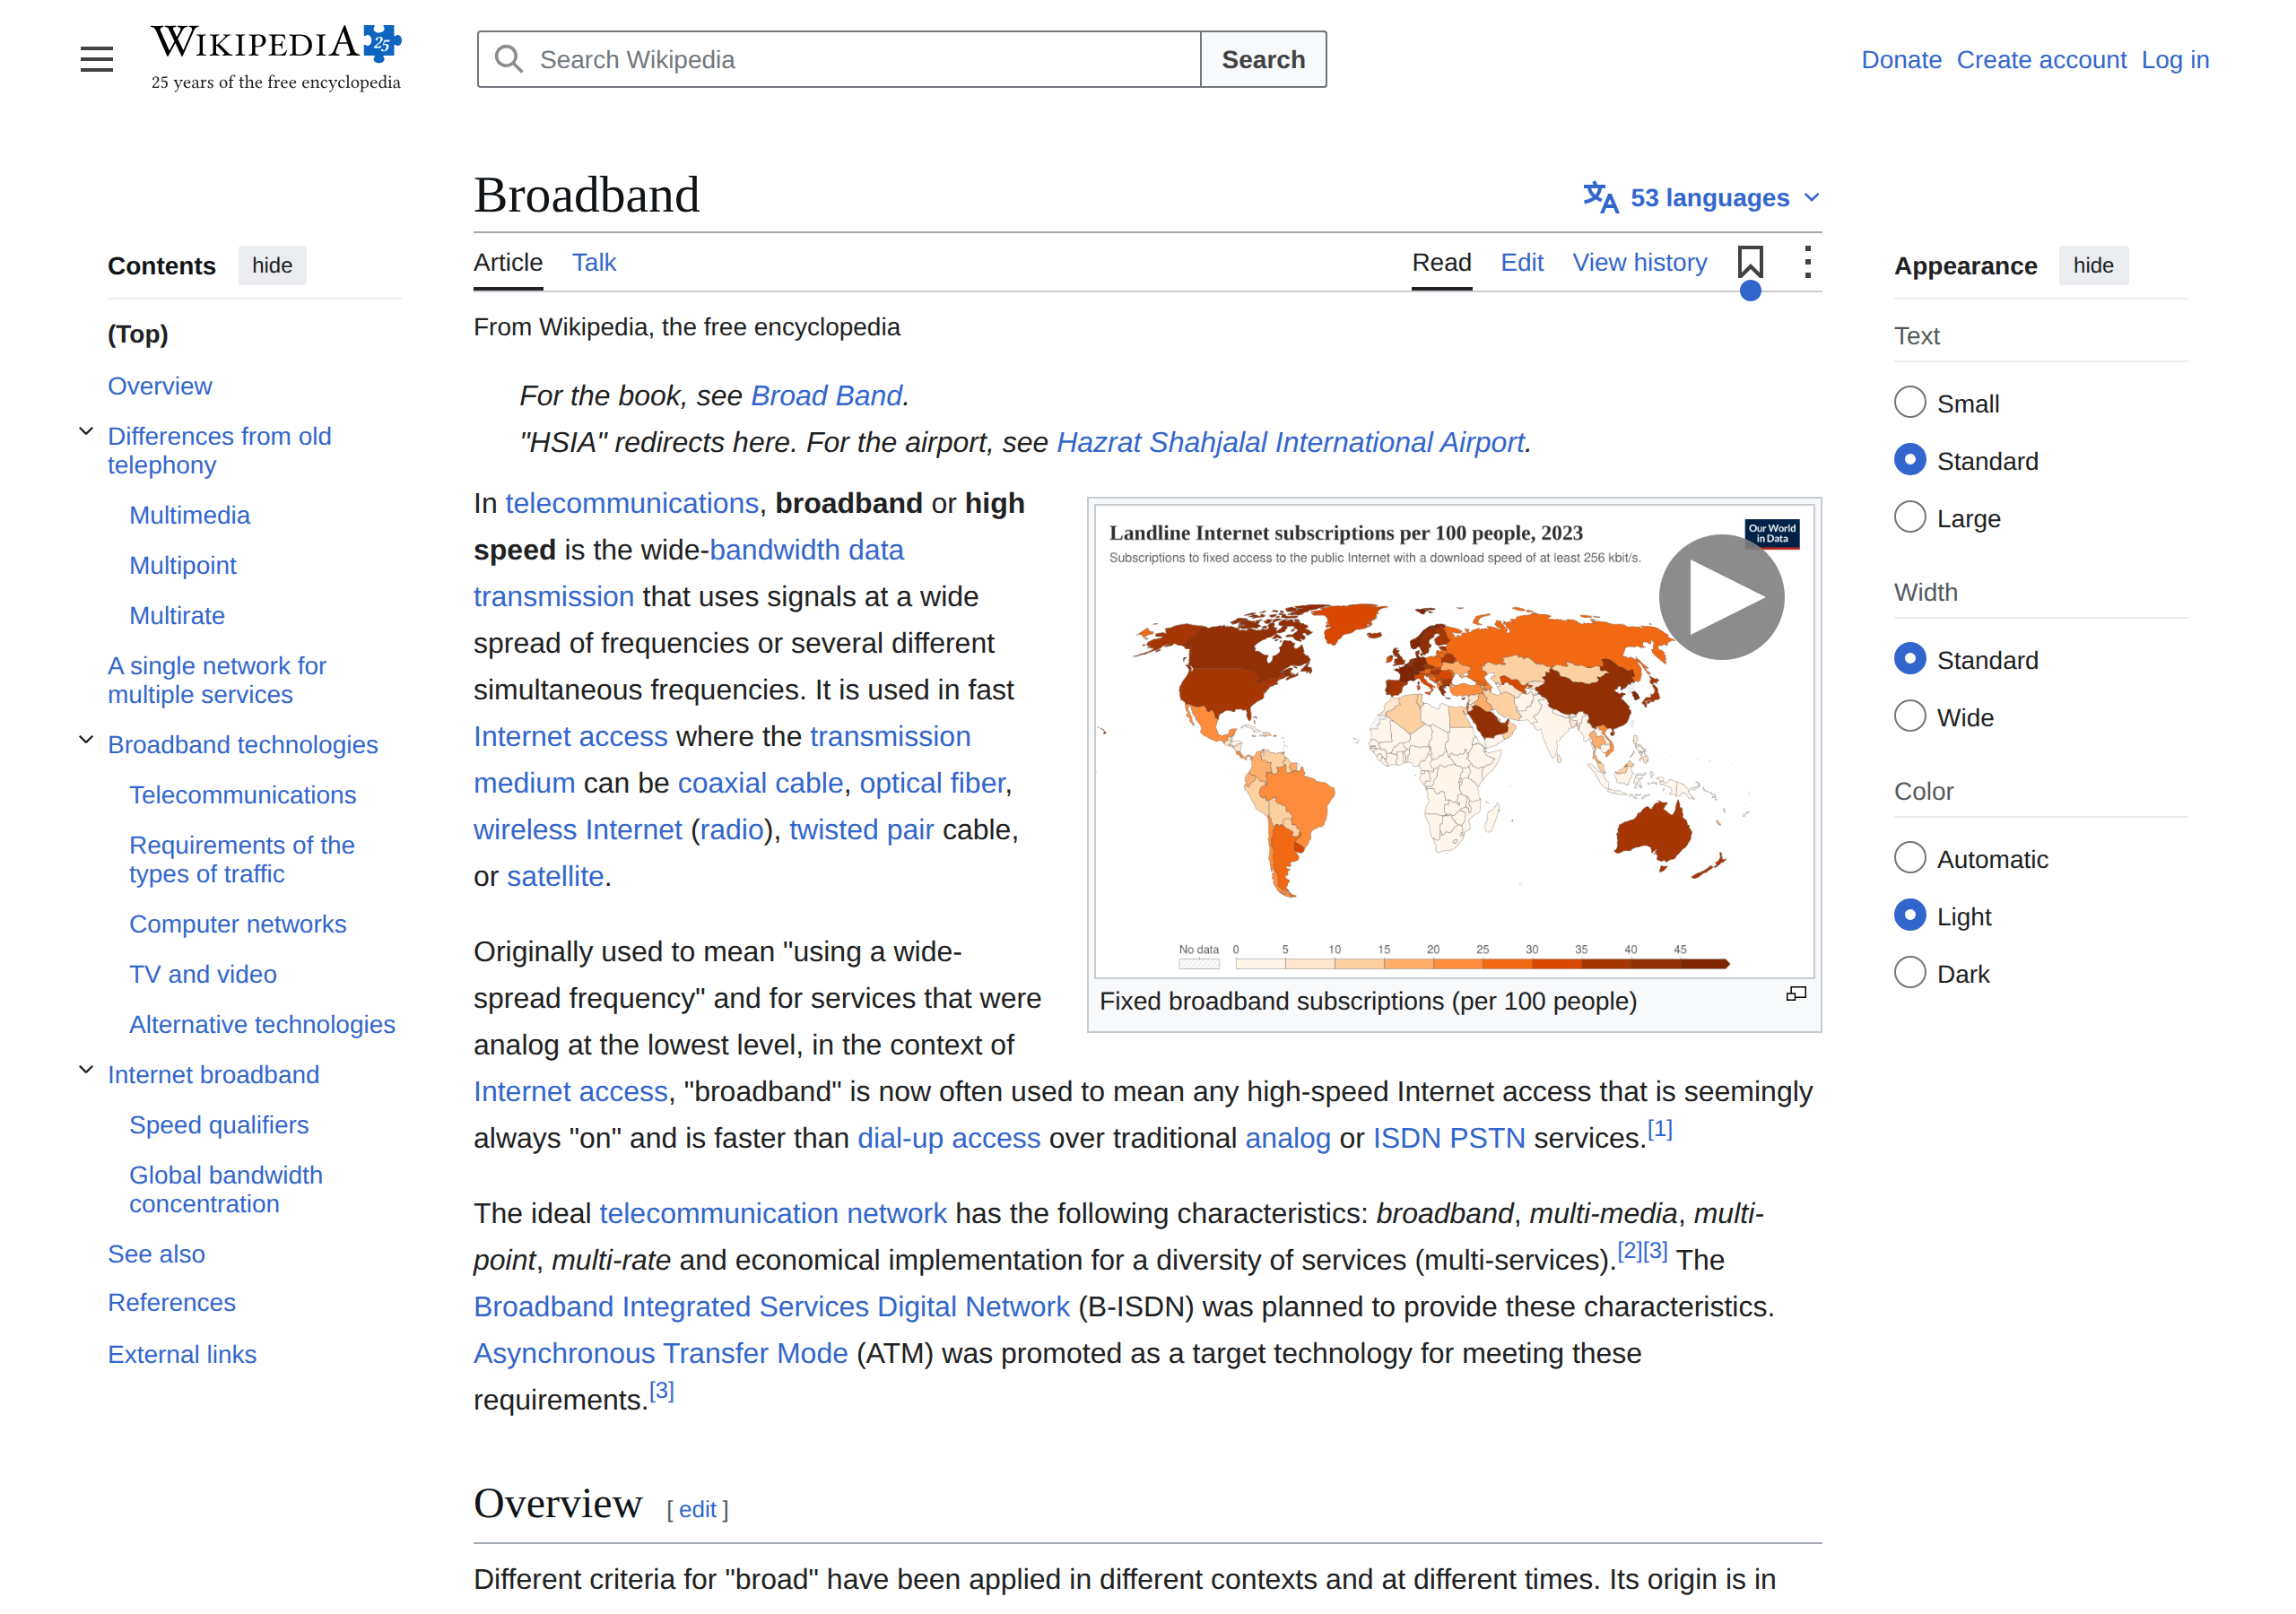 WIKIPEDIA 25
25 years of the free encyclopedia
Search Wikipedia
Search
Donate Create account Log in
Broadband
53 languages
Article Talk
Read Edit View history
From Wikipedia, the free encyclopedia
Contents hide
(Top)
Overview
Differences from old
telephony
Multimedia
Multipoint
Multirate
A single network for
multiple services
Broadband technologies
Telecommunications
Requirements of the
types of traffic
Computer networks
TV and video
Alternative technologies
Internet broadband
Speed qualifiers
Global bandwidth
concentration
See also
References
External links
For the book, see Broad Band.
"HSIA" redirects here. For the airport, see Hazrat Shahjalal International Airport.
In telecommunications, broadband or high
speed is the wide-bandwidth data
transmission that uses signals at a wide
spread of frequencies or several different
simultaneous frequencies. It is used in fast
Internet access where the transmission
medium can be coaxial cable, optical fiber,
wireless Internet (radio), twisted pair cable,
or satellite.
Landline Internet subscriptions per 100 people, 2023
Subscriptions to fixed access to the public Internet with a download speed of at least 256 kbit/s.
Our World
in Data
No data 0 5 10 15 20 25 30 35 40 45
Fixed broadband subscriptions (per 100 people)
Originally used to mean "using a wide-
spread frequency" and for services that were
analog at the lowest level, in the context of
Internet access, "broadband" is now often used to mean any high-speed Internet access that is seemingly
always "on" and is faster than dial-up access over traditional analog or ISDN PSTN services.[1]
The ideal telecommunication network has the following characteristics: broadband, multi-media, multi-
point, multi-rate and economical implementation for a diversity of services (multi-services).[2][3] The
Broadband Integrated Services Digital Network (B-ISDN) was planned to provide these characteristics.
Asynchronous Transfer Mode (ATM) was promoted as a target technology for meeting these
requirements.[3]
Overview [ edit ]
Different criteria for "broad" have been applied in different contexts and at different times. Its origin is in
Appearance hide
Text
Small
Standard
Large
Width
Standard
Wide
Color
Automatic
Light
Dark